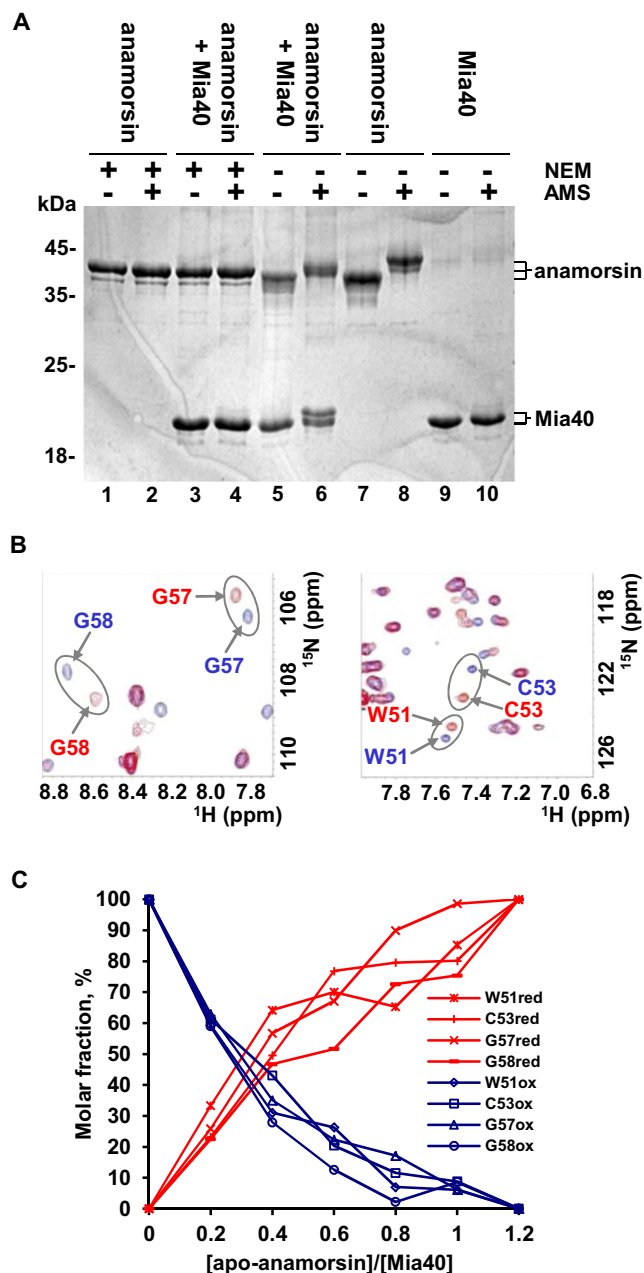 A
anamorsin
anamorsin
+ Mia40
anamorsin
+ Mia40
anamorsin
Mia40
+ + + + - - - - - - NEM
- + - + - + - + - + AMS
kDa
45-
35-
25-
18-
anamorsin
Mia40
1 2 3 4 5 6 7 8 9 10
B
G57
G58
G57
G58
106
108
110
15N (ppm)
8.8 8.6 8.4 8.2 8.0 7.8
1H (ppm)
C53
C53
W51
W51
118
122
126
15N (ppm)
7.8 7.6 7.4 7.2 7.0 6.8
1H (ppm)
C
100
90
80
70
60
50
40
30
20
10
0
Molar fraction, %
W51red
C53red
G57red
G58red
W51ox
C53ox
G57ox
G58ox
0 0.2 0.4 0.6 0.8 1 1.2
[apo-anamorsin]/[Mia40]